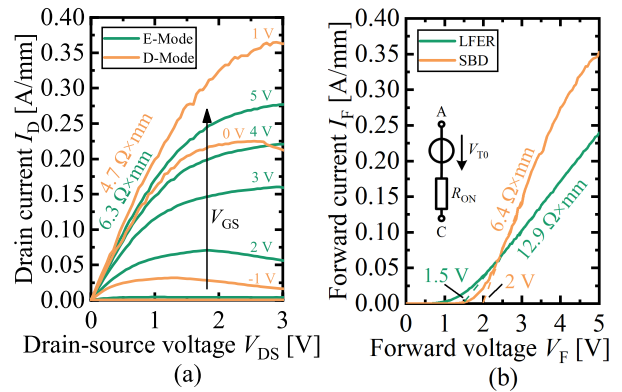 0.40
0.35
0.30
0.25
0.20
0.15
0.10
0.05
0.00
Drain current I_D [A/mm]
E-Mode
D-Mode
1 V
5 V
0 V
4 V
3 V
2 V
-1 V
4.7 Ω×mm
6.3 Ω×mm
V_GS
0 1 2 3
Drain-source voltage V_DS [V]
(a)
0.40
0.35
0.30
0.25
0.20
0.15
0.10
0.05
0.00
Forward current I_F [A/mm]
LFER
SBD
A
V_T0
R_ON
C
6.4 Ω×mm
12.9 Ω×mm
1.5 V
2 V
0 1 2 3 4 5
Forward voltage V_F [V]
(b)